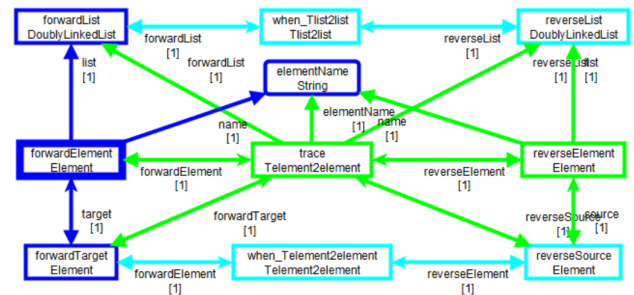 forwardList
DoublyLinkedList
forwardList
[1]
when_Tlist2list
Tlist2list
reverseList
[1]
reverseList
DoublyLinkedList
list
[1]
forwardList
[1]
elementName
String
reverseList
[1]
list
[1]
name
[1]
elementName
[1]
name
[1]
forwardElement
Element
forwardElement
[1]
trace
Telement2element
reverseElement
[1]
reverseElement
Element
target
[1]
forwardTarget
[1]
reverseSource
[1]
source
[1]
forwardTarget
Element
forwardElement
[1]
when_Telement2element
Telement2element
reverseElement
[1]
reverseSource
Element